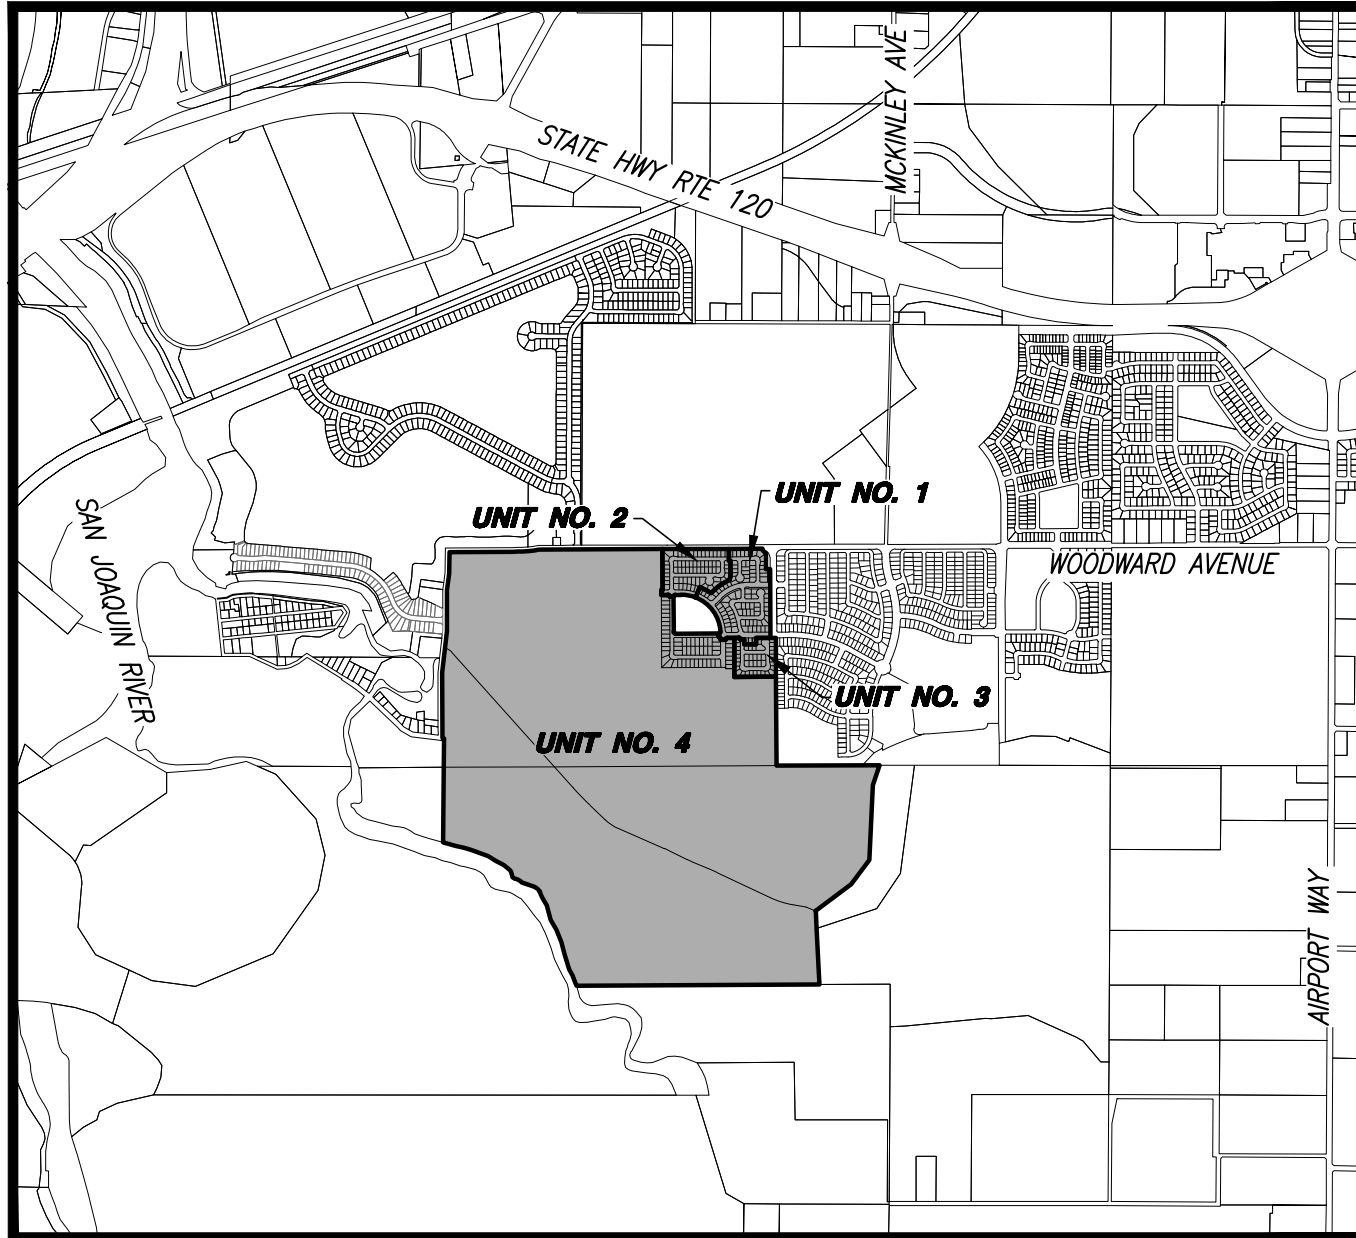 MCKINLEY AVE
STATE HWY RTE 120
UNIT NO. 1
UNIT NO. 2
WOODWARD AVENUE
SAN JOAQUIN RIVER
UNIT NO. 3
UNIT NO. 4
AIRPORT WAY